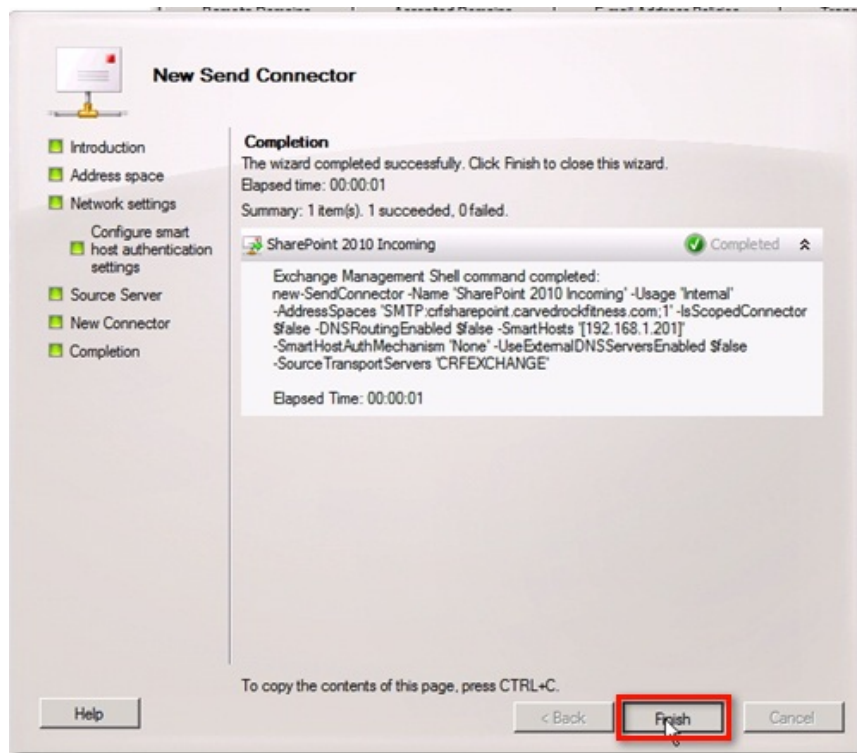 New Send Connector
Introduction
Address space
Network settings
Configure smart
host authentication
settings
Source Server
New Connector
Completion
Completion
The wizard completed successfully. Click Finish to close this wizard.
Elapsed time: 00:00:01
Summary: 1 item(s). 1 succeeded, 0 failed.
SharePoint 2010 Incoming Completed
Exchange Management Shell command completed:
new-SendConnector -Name 'SharePoint 2010 Incoming' -Usage 'Internal'
-AddressSpaces 'SMTP:crfsharepoint.carvedrockfitness.com;1' -IsScopedConnector
$false -DNSRoutingEnabled $false -SmartHosts '[192.168.1.201]'
-SmartHostAuthMechanism 'None' -UseExternalDNSServersEnabled $false
-SourceTransportServers 'CRFEXCHANGE'
Elapsed Time: 00:00:01
To copy the contents of this page, press CTRL+C.
Help < Back Finish Cancel